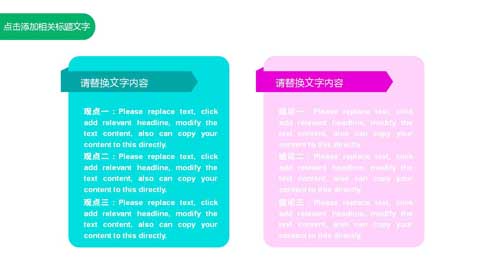 点击添加相关标题文字
请替换文字内容
观点一：Please replace text, click
add relevant headline, modify the
text content, also can copy your
content to this directly.
观点二：Please replace text, click
add relevant headline, modify the
text content, also can copy your
content to this directly.
观点三：Please replace text, click
add relevant headline, modify the
text content, also can copy your
content to this directly.
请替换文字内容
观点一：Please replace text, click
add relevant headline, modify the
text content, also can copy your
content to this directly.
观点二：Please replace text, click
add relevant headline, modify the
text content, also can copy your
content to this directly.
观点三：Please replace text, click
add relevant headline, modify the
text content, also can copy your
content to this directly.